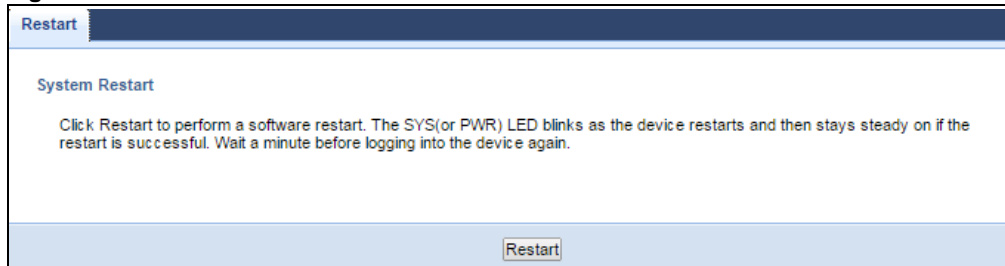 Restart
System Restart
Click Restart to perform a software restart. The SYS(or PWR) LED blinks as the device restarts and then stays steady on if the
restart is successful. Wait a minute before logging into the device again.
Restart